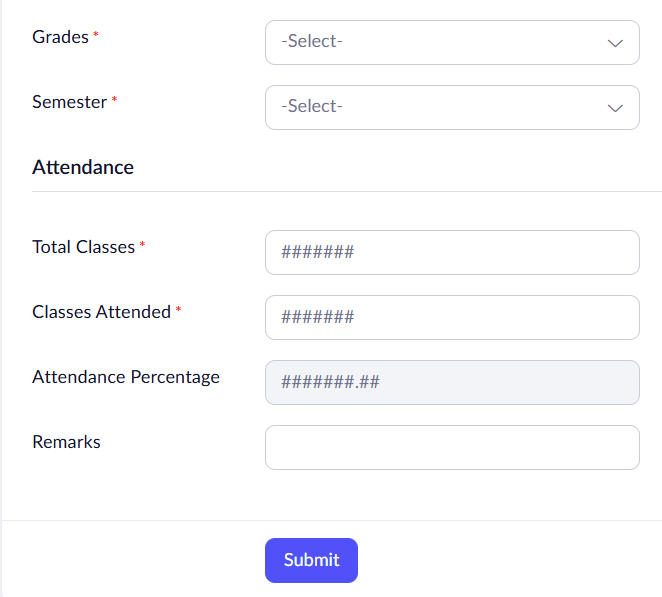 Grades *
-Select-
Semester *
-Select-
Attendance
Total Classes *
#######
Classes Attended *
#######
Attendance Percentage
#######.##
Remarks
Submit